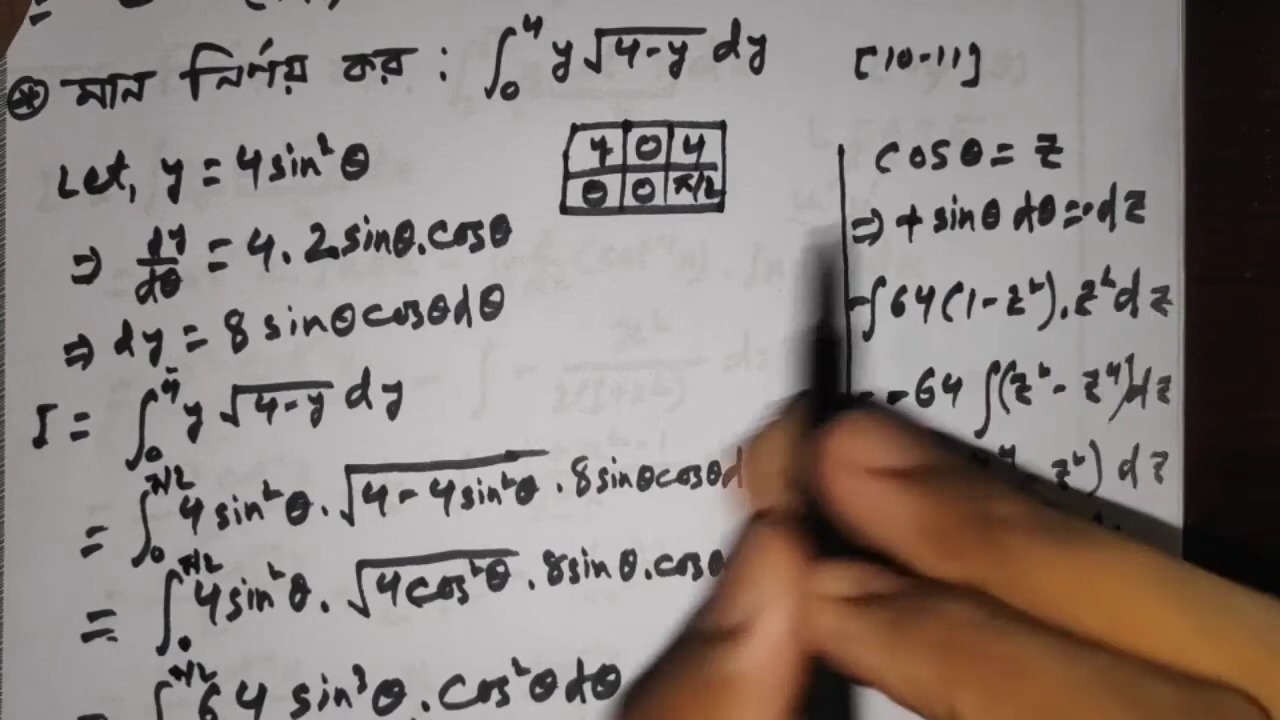 ⊛ মান নির্ণয় কর : ∫₀⁴ y√(4-y) dy [10-11]
Let, y = 4sin²θ
y 0 4
θ 0 π/2
⇒ dy/dθ = 4. 2sinθ.cosθ
⇒ dy = 8 sinθcosθdθ
I = ∫₀⁴ y √(4-y) dy
= ∫₀^(π/2) 4sin²θ. √(4-4sin²θ) . 8sinθcosθd
= ∫₀^(π/2) 4sin²θ. √(4cos²θ) . 8sinθ.cosθ
∫^(π/2) 64 sin³θ. cos²θdθ
cosθ = z
⇒ + sinθ dθ = -dz
-∫64(1-z²).z²dz
= -64 ∫(z²-z⁴)dz
- z²) dz